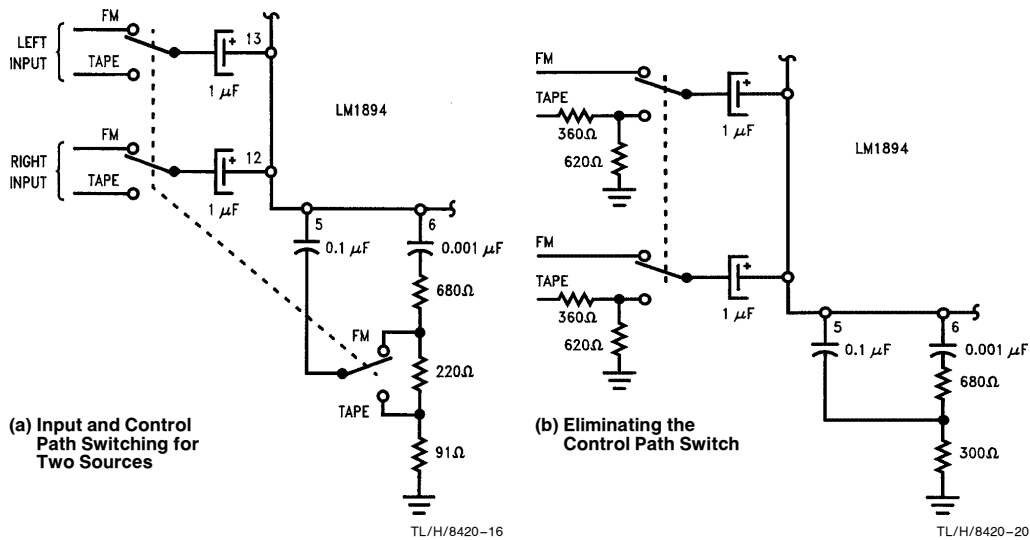 FM
LEFT
INPUT
TAPE
13
+
1 μF
LM1894
FM
RIGHT
INPUT
TAPE
12
+
1 μF
5
6
0.1 μF
0.001 μF
680Ω
FM
220Ω
TAPE
91Ω
(a) Input and Control
Path Switching for
Two Sources
TL/H/8420–16
FM
TAPE
360Ω
620Ω
+
1 μF
LM1894
FM
TAPE
360Ω
620Ω
+
1 μF
5
6
0.1 μF
0.001 μF
680Ω
300Ω
(b) Eliminating the
Control Path Switch
TL/H/8420–20